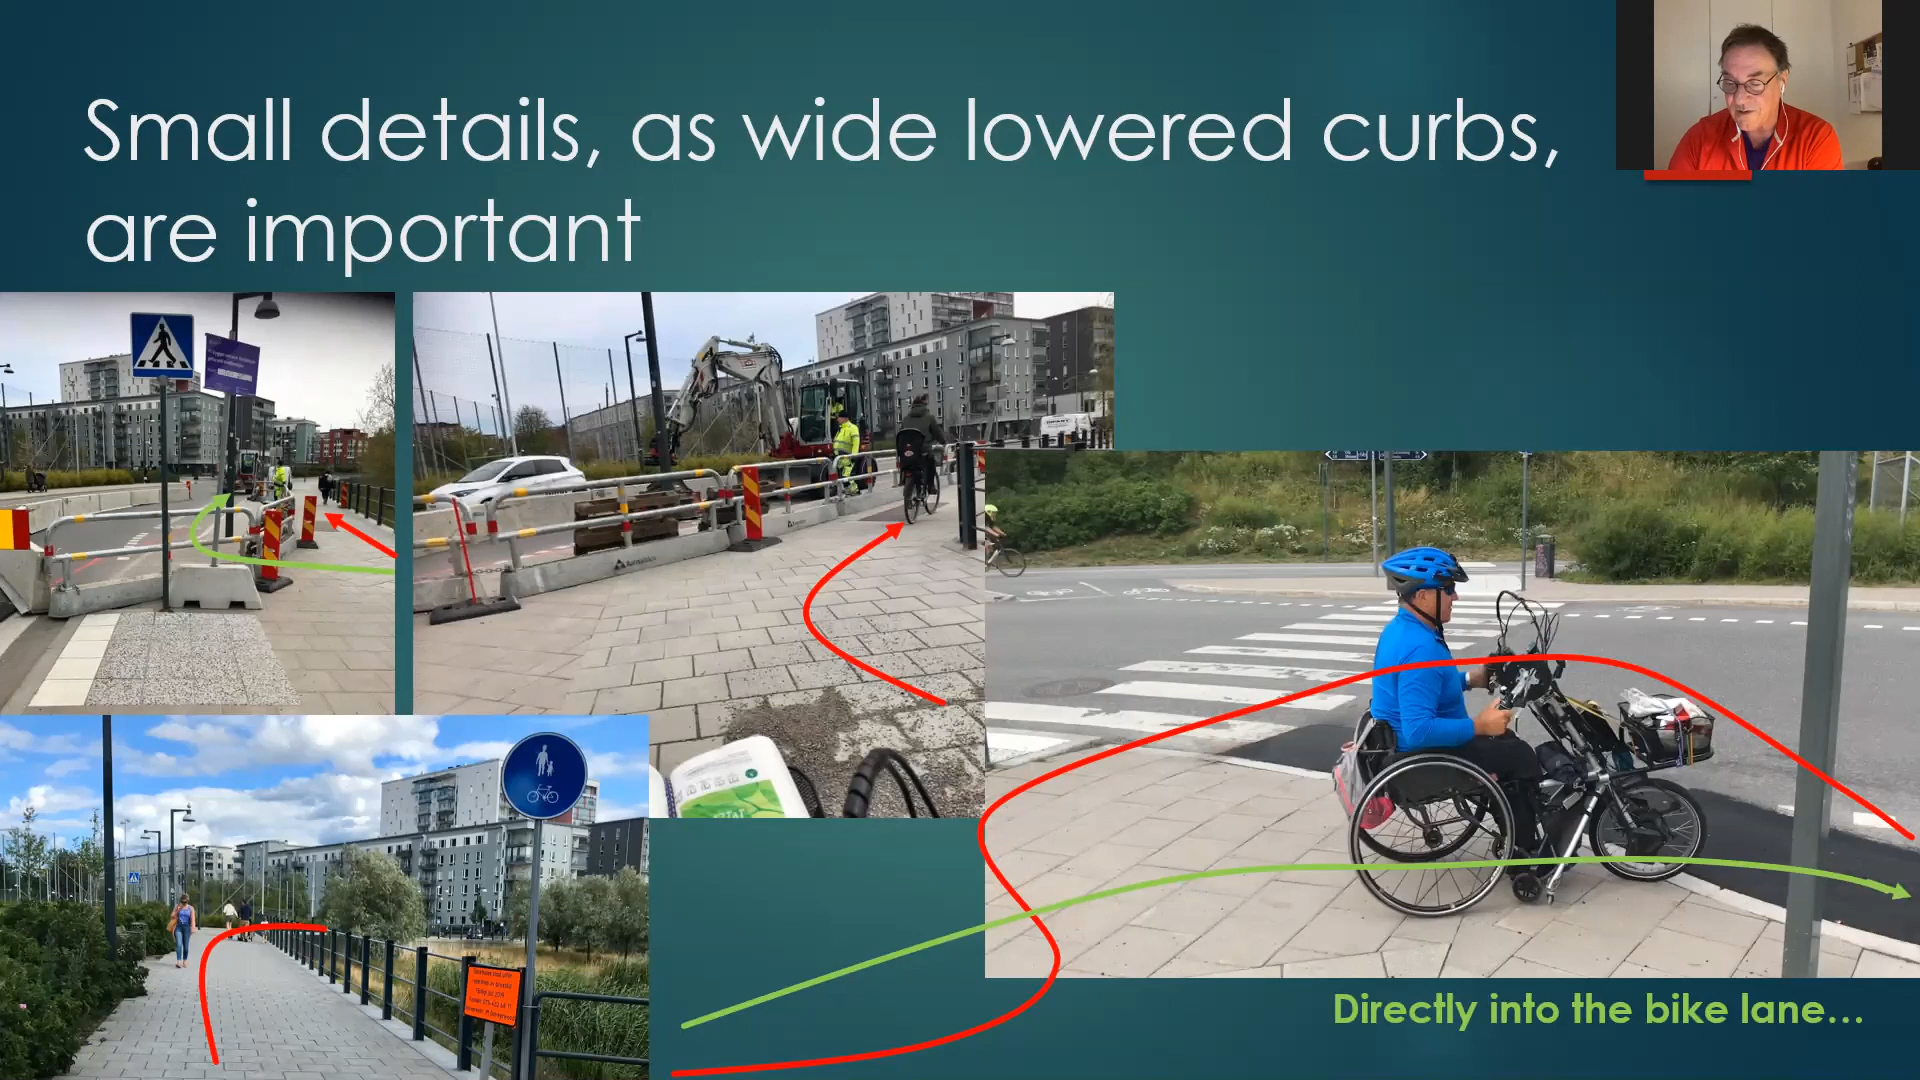 Small details, as wide lowered curbs,
are important
Directly into the bike lane...